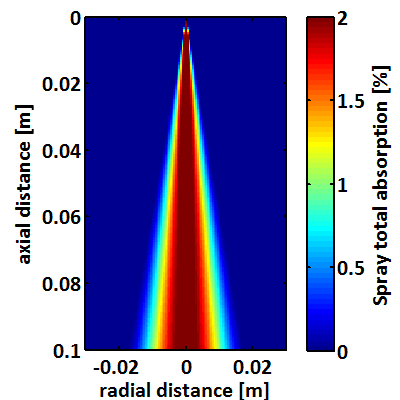 0
0.02
0.04
0.06
0.08
0.1
axial distance [m]
-0.02 0 0.02
radial distance [m]
2
1.5
1
0.5
0
Spray total absorption [%]